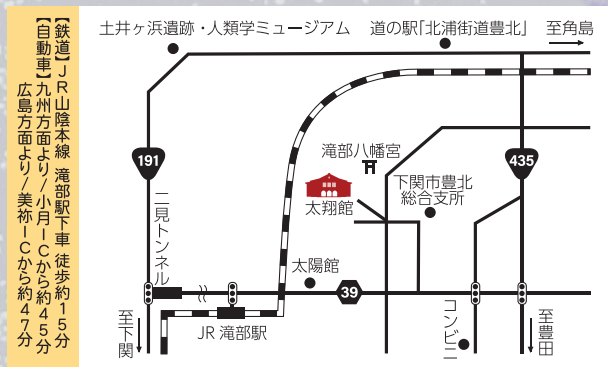 【鉄道】JR山陰本線 滝部駅下車 徒歩約15分
【自動車】九州方面より/小月ICから約45分
広島方面より/美祢ICから約47分
土井ヶ浜遺跡・人類学ミュージアム
道の駅「北浦街道豊北」
至角島
191
435
滝部八幡宮
下関市豊北
総合支所
太翔館
二見トンネル
太陽館
39
JR 滝部駅
コンビニ
至下関
至豊田